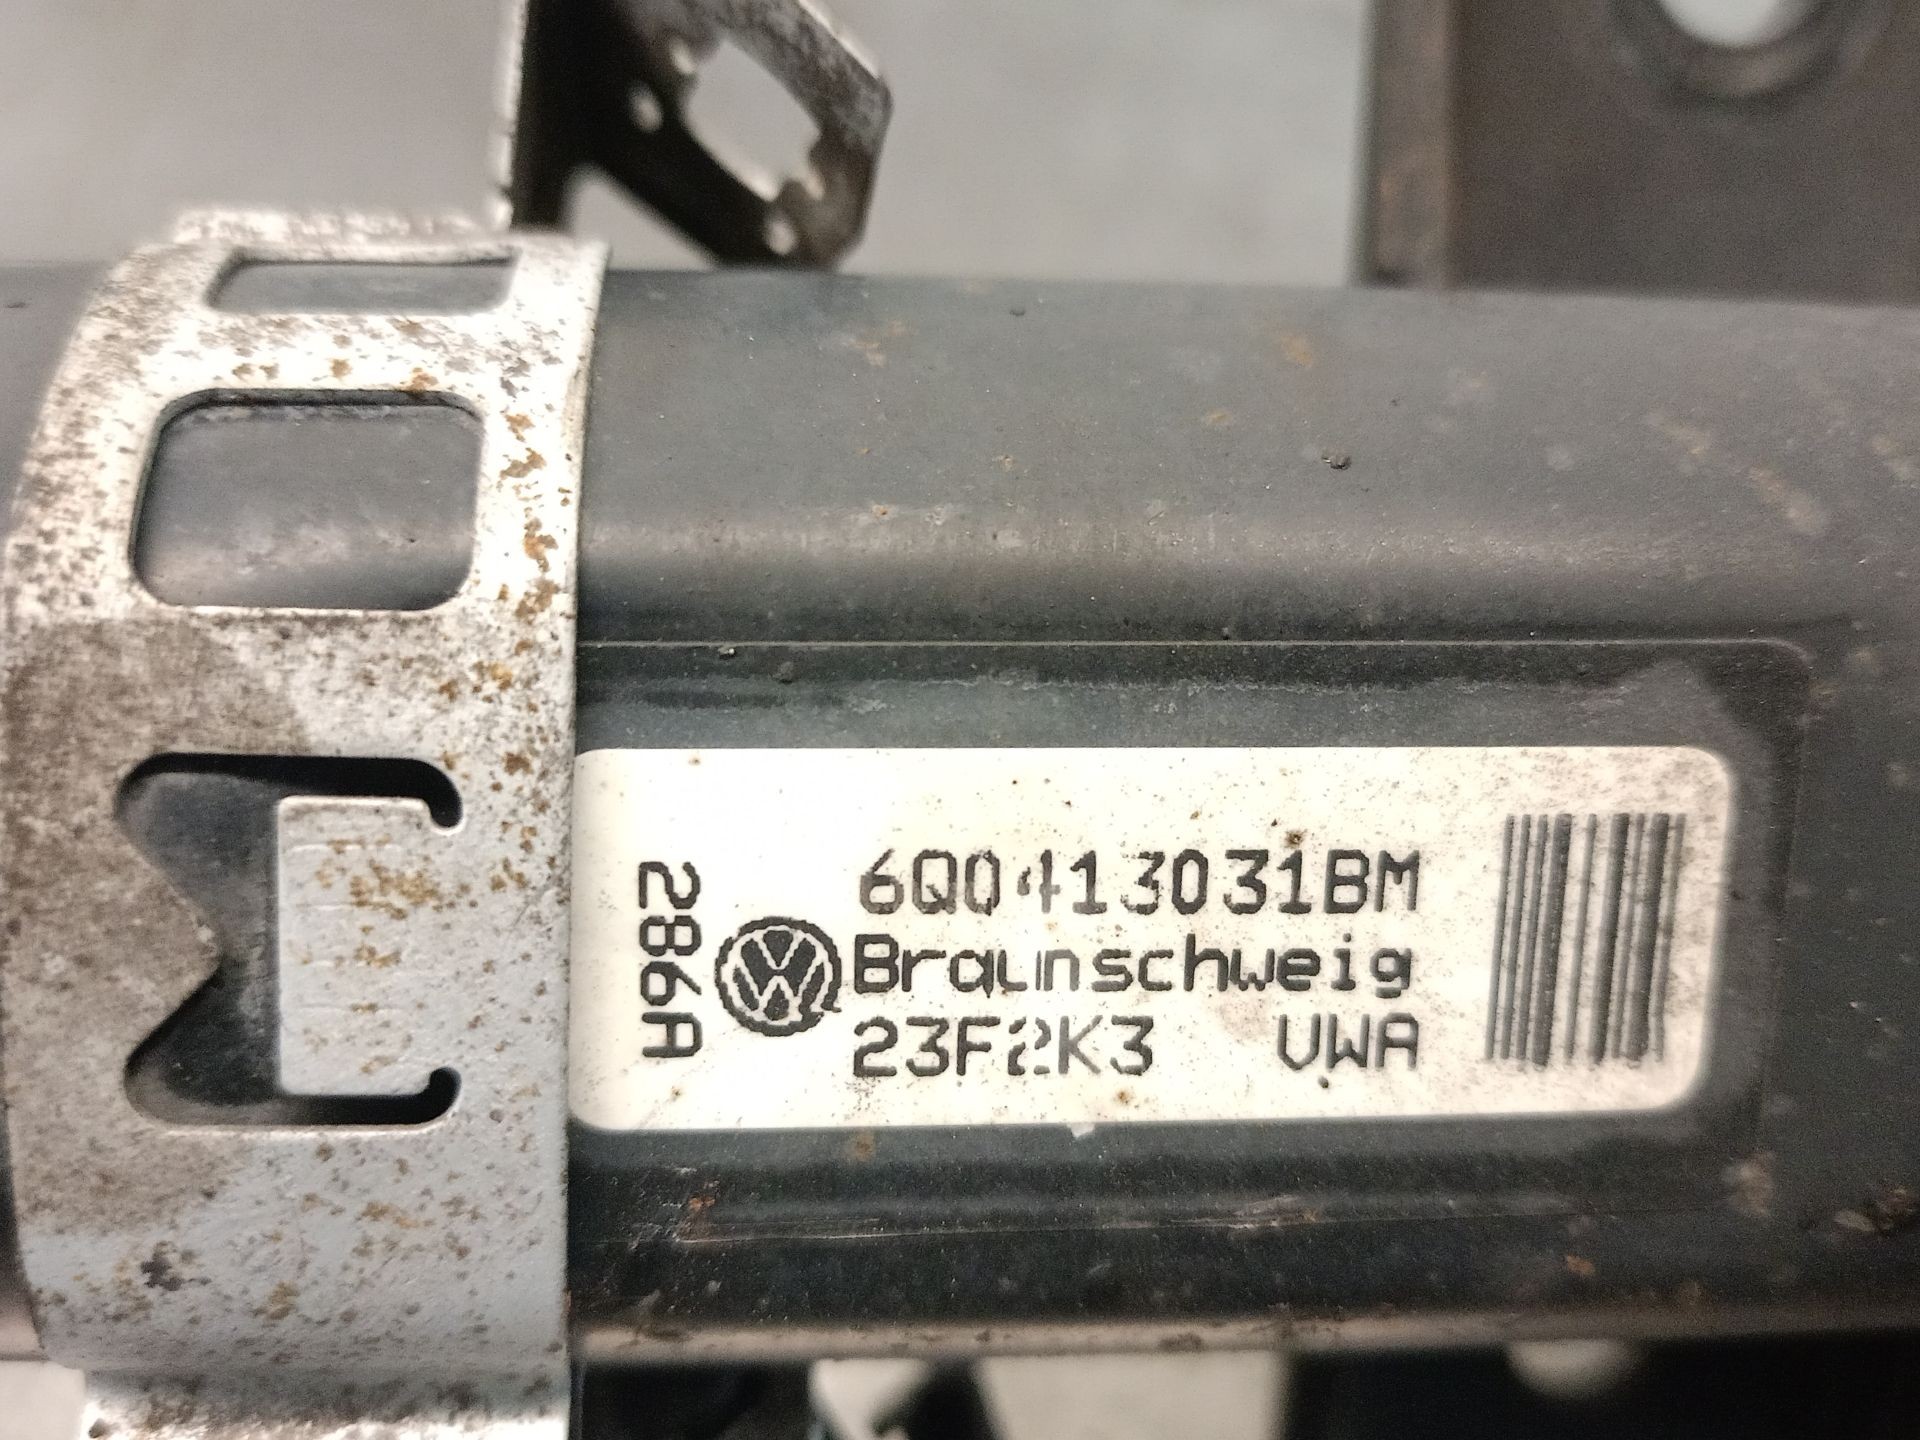 286A
6Q0413031BM
Braunschweig
23F2K3 VWA